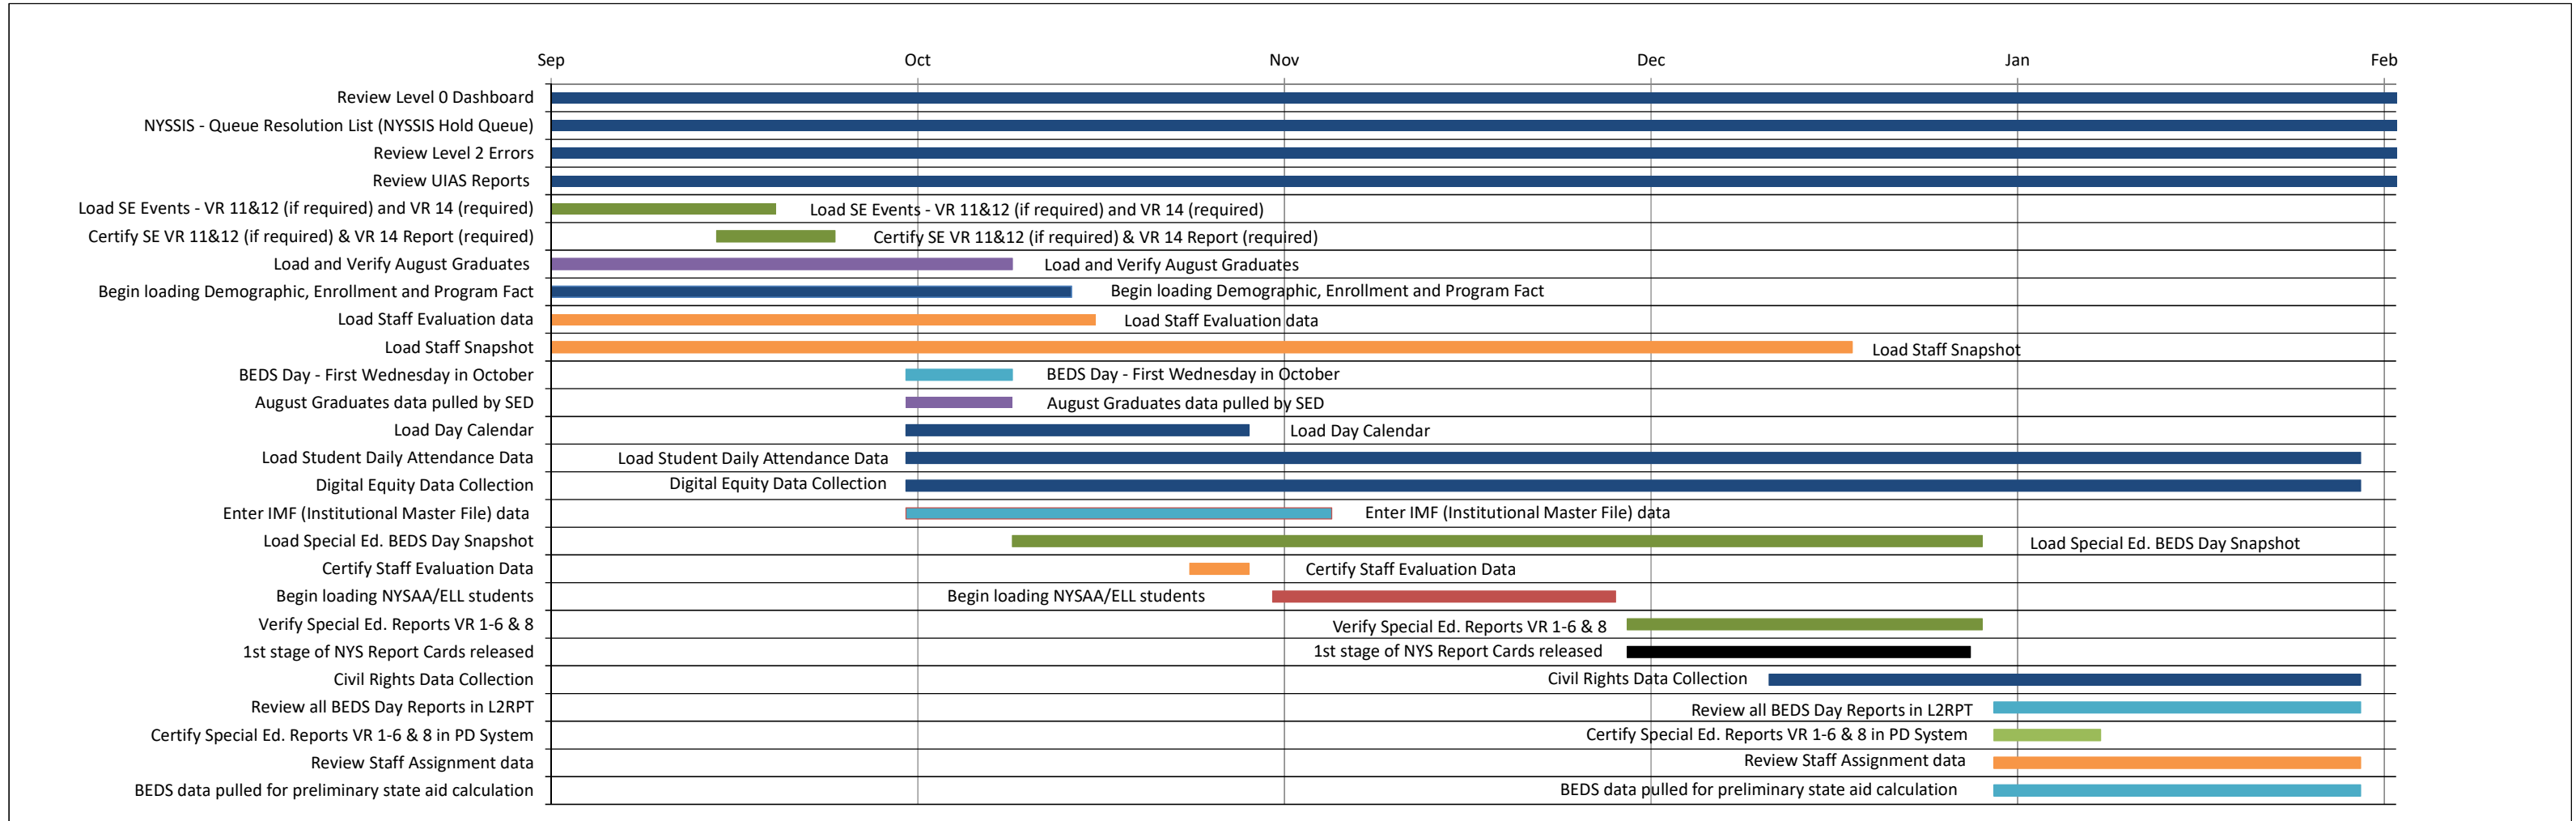 Sep Oct Nov Dec Jan Feb
Review Level 0 Dashboard
NYSSIS - Queue Resolution List (NYSSIS Hold Queue)
Review Level 2 Errors
Review UIAS Reports
Load SE Events - VR 11&12 (if required) and VR 14 (required) Load SE Events - VR 11&12 (if required) and VR 14 (required)
Certify SE VR 11&12 (if required) & VR 14 Report (required) Certify SE VR 11&12 (if required) & VR 14 Report (required)
Load and Verify August Graduates Load and Verify August Graduates
Begin loading Demographic, Enrollment and Program Fact Begin loading Demographic, Enrollment and Program Fact
Load Staff Evaluation data Load Staff Evaluation data
Load Staff Snapshot Load Staff Snapshot
BEDS Day - First Wednesday in October BEDS Day - First Wednesday in October
August Graduates data pulled by SED August Graduates data pulled by SED
Load Day Calendar Load Day Calendar
Load Student Daily Attendance Data Load Student Daily Attendance Data
Digital Equity Data Collection Digital Equity Data Collection
Enter IMF (Institutional Master File) data Enter IMF (Institutional Master File) data
Load Special Ed. BEDS Day Snapshot Load Special Ed. BEDS Day Snapshot
Certify Staff Evaluation Data Certify Staff Evaluation Data
Begin loading NYSAA/ELL students Begin loading NYSAA/ELL students
Verify Special Ed. Reports VR 1-6 & 8 Verify Special Ed. Reports VR 1-6 & 8
1st stage of NYS Report Cards released 1st stage of NYS Report Cards released
Civil Rights Data Collection Civil Rights Data Collection
Review all BEDS Day Reports in L2RPT Review all BEDS Day Reports in L2RPT
Certify Special Ed. Reports VR 1-6 & 8 in PD System Certify Special Ed. Reports VR 1-6 & 8 in PD System
Review Staff Assignment data Review Staff Assignment data
BEDS data pulled for preliminary state aid calculation BEDS data pulled for preliminary state aid calculation